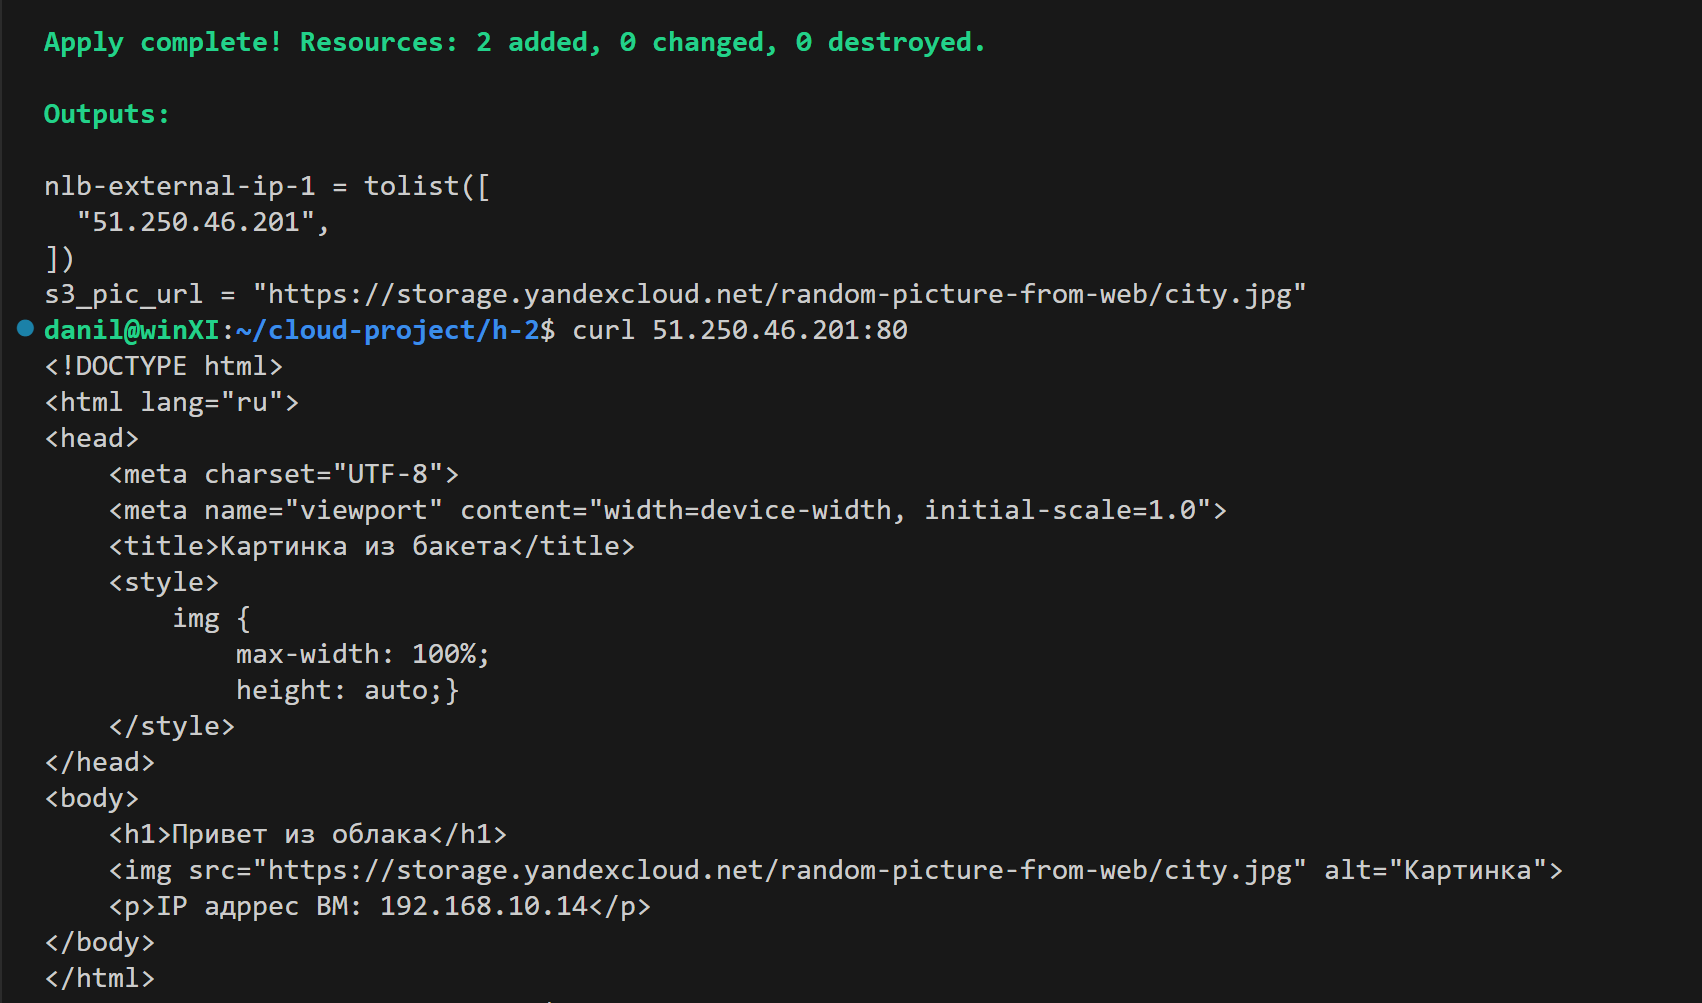 Apply complete! Resources: 2 added, 0 changed, 0 destroyed.
Outputs:
nlb-external-ip-1 = tolist([
  "51.250.46.201",
])
s3_pic_url = "https://storage.yandexcloud.net/random-picture-from-web/city.jpg"
danil@winXI:~/cloud-project/h-2$ curl 51.250.46.201:80
<!DOCTYPE html>
<html lang="ru">
<head>
    <meta charset="UTF-8">
    <meta name="viewport" content="width=device-width, initial-scale=1.0">
    <title>Картинка из бакета</title>
    <style>
        img {
            max-width: 100%;
            height: auto;}
    </style>
</head>
<body>
    <h1>Привет из облака</h1>
    <img src="https://storage.yandexcloud.net/random-picture-from-web/city.jpg" alt="Картинка">
    <p>IP адррес ВМ: 192.168.10.14</p>
</body>
</html>